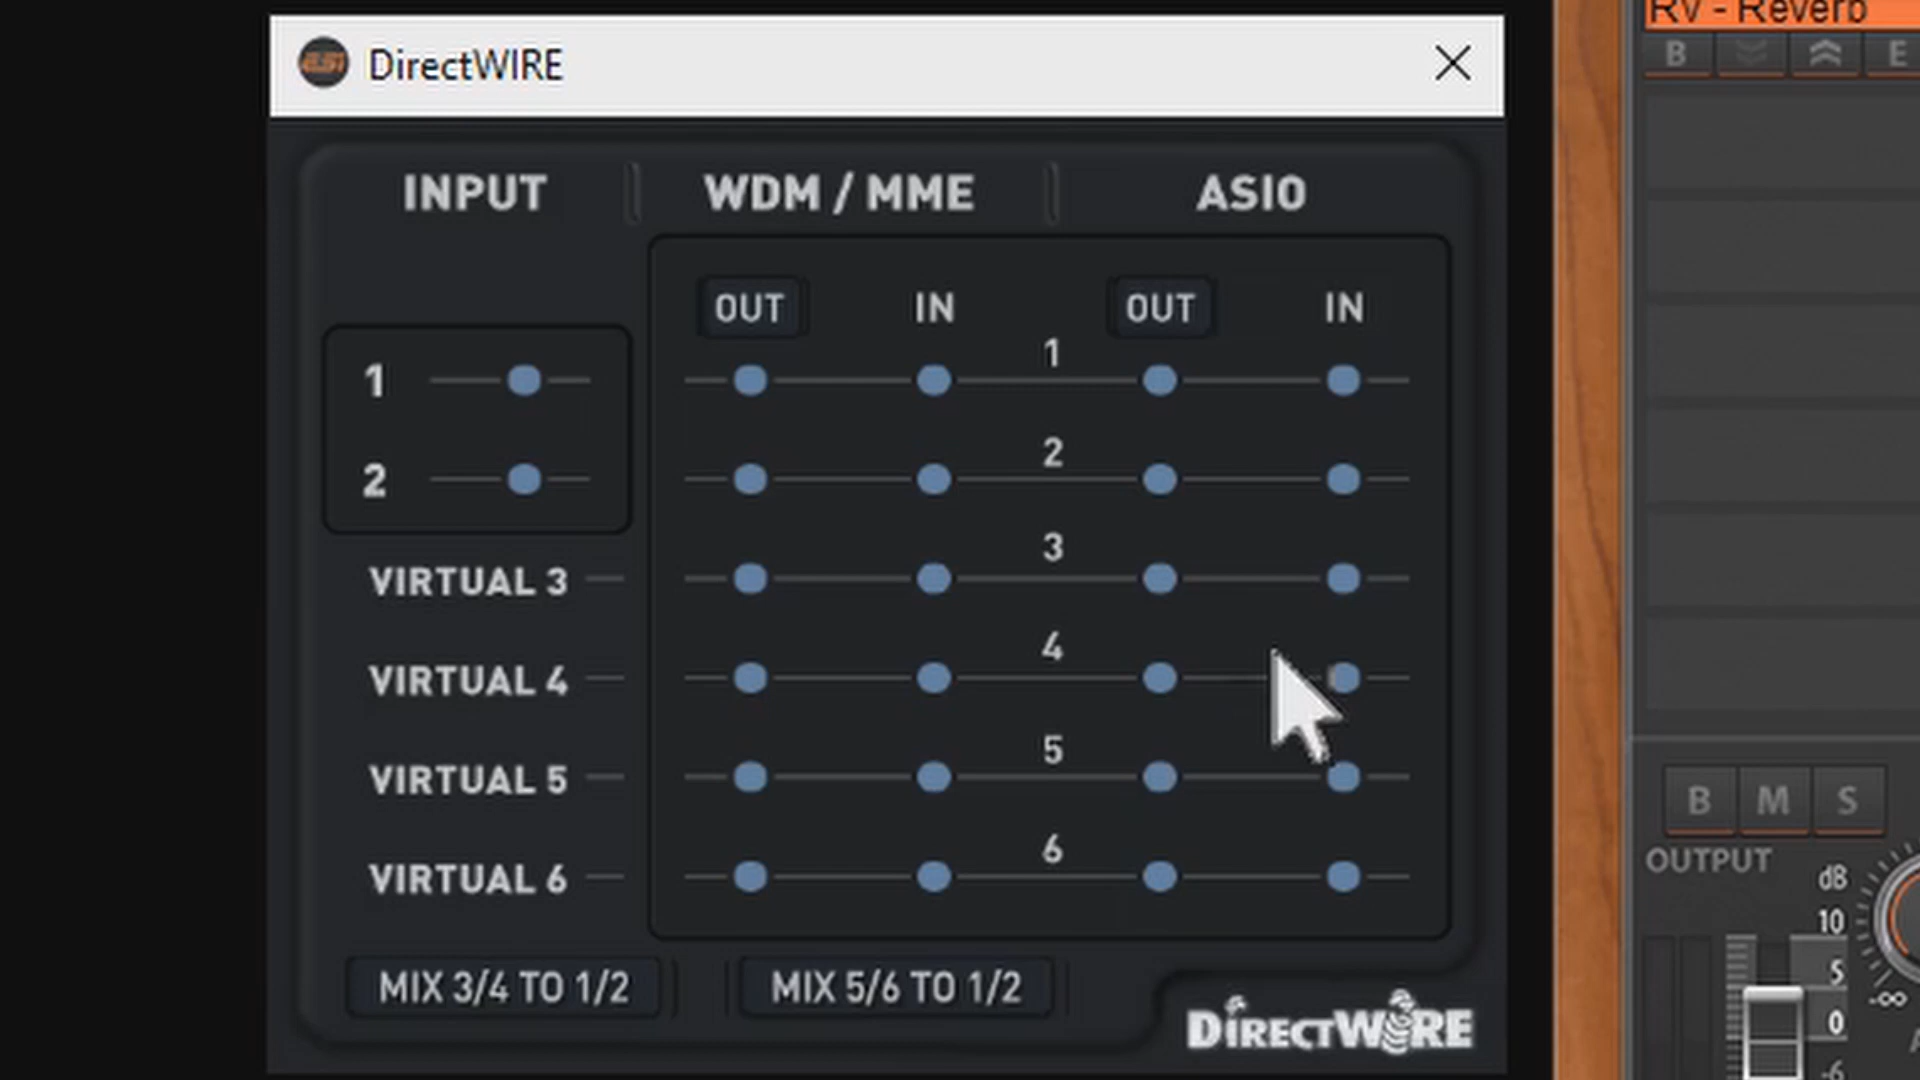 RV - Reverb
ESI DirectWIRE
B E
INPUT WDM / MME ASIO
OUT IN OUT IN
1 1
2 2
VIRTUAL 3 3
VIRTUAL 4 4
VIRTUAL 5 5
VIRTUAL 6 6
MIX 3/4 TO 1/2 MIX 5/6 TO 1/2
DIRECTWIRE
B M S
OUTPUT
dB
10
5
-∞
0
-6